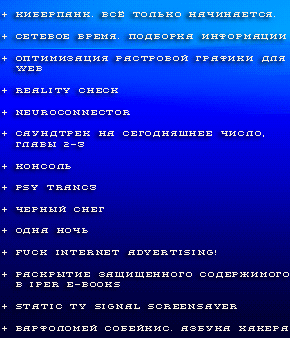 + КИБЕРПАНК. ВСЁ ТОЛЬКО НАЧИНАЕТСЯ.
+ СЕТЕВОЕ ВРЕМЯ. ПОДБОРКА ИНФОРМАЦИИ
+ ОПТИМИЗАЦИЯ РАСТРОВОЙ ГРАФИКИ ДЛЯ
WEB
+ REALITY CHECK
+ NEUROCONNECTOR
+ САУНДТРЕК НА СЕГОДНЯШНЕЕ ЧИСЛО,
ГЛАВЫ 2-3
+ КОНСОЛЬ
+ PSY TRANC3
+ ЧЕРНЫЙ СНЕГ
+ ОДНА НОЧЬ
+ FUCK INTERNET ADVERTISING!
+ РАСКРЫТИЕ ЗАЩИЩЕННОГО СОДЕРЖИМОГО
В IPER E-BOOKS
+ STATIC TV SIGNAL SCREENSAVER
+ ВАРФОЛОМЕЙ СОБЕЙКИС. АЗБУКА ХАКЕРА